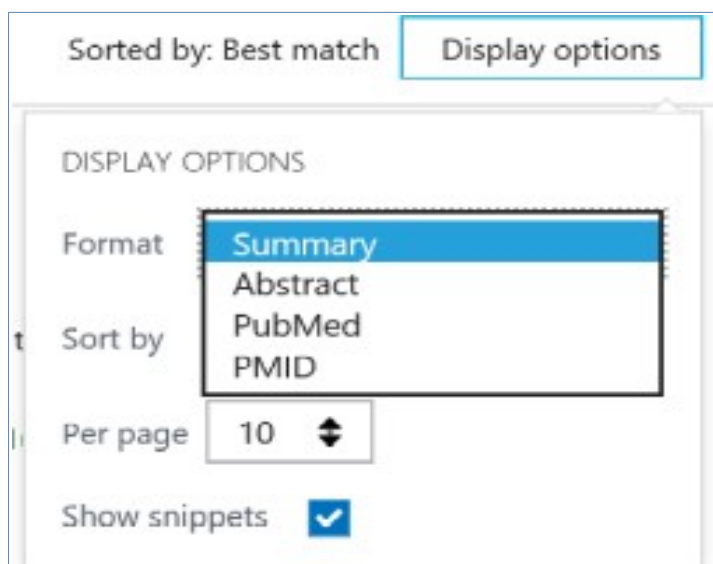 Sorted by: Best match Display options
DISPLAY OPTIONS
Format Summary
Abstract
PubMed
PMID
Sort by
Per page 10
Show snippets